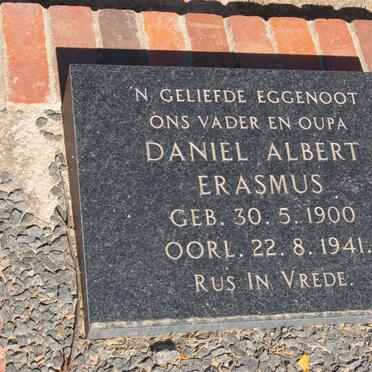 'N GELIEFDE EGGENOOT
ONS VADER EN OUPA
DANIEL ALBERT
ERASMUS
GEB. 30. 5. 1900
OORL. 22. 8. 1941.
RUS IN VREDE.